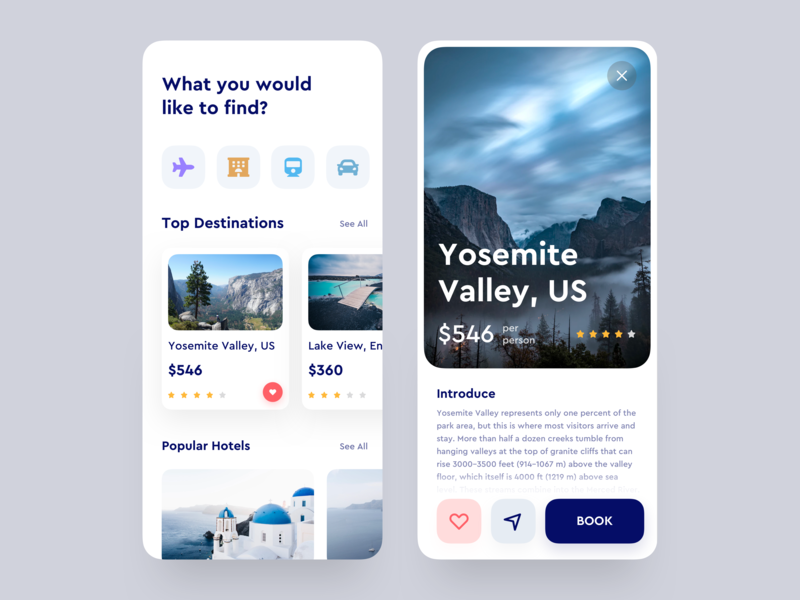 What you would
like to find?
Top Destinations
See All
Yosemite Valley, US
$546
Lake View, En
$360
Popular Hotels
See All
Yosemite
Valley, US
$546
per
person
Introduce
Yosemite Valley represents only one percent of the
park area, but this is where most visitors arrive and
stay. More than half a dozen creeks tumble from
hanging valleys at the top of granite cliffs that can
rise 3000-3500 feet (914-1067 m) above the valley
floor, which itself is 4000 ft (1219 m) above sea
BOOK